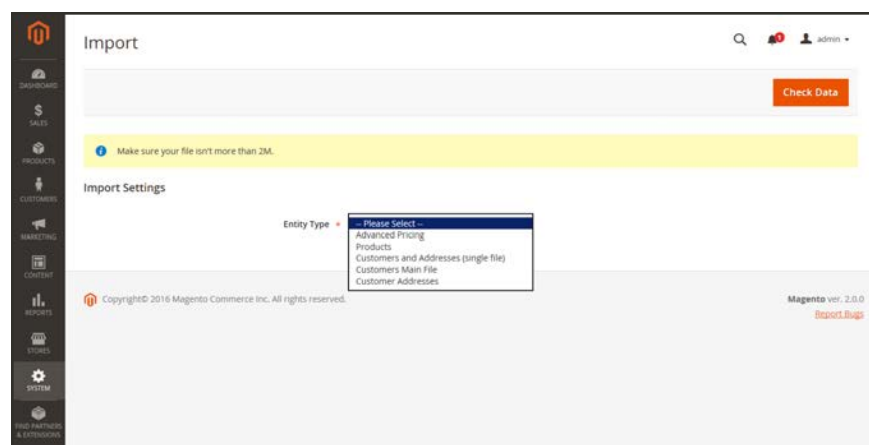 Import
1
admin
DASHBOARD
$
SALES
PRODUCTS
CUSTOMERS
MARKETING
CONTENT
REPORTS
STORES
SYSTEM
FIND PARTNERS
& EXTENSIONS
Check Data
Make sure your file isn't more than 2M.
Import Settings
Entity Type *
-- Please Select --
Advanced Pricing
Products
Customers and Addresses (single file)
Customers Main File
Customer Addresses
Copyright© 2016 Magento Commerce Inc. All rights reserved.
Magento ver. 2.0.0
Report Bugs